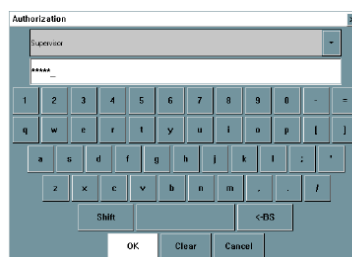 Authorization
Supervisor
*****_
1 2 3 4 5 6 7 8 9 0 - =
q w e r t y u i o p [ ]
a s d f g h j k l ; '
z x c v b n m , . /
Shift <-BS
OK Clear Cancel